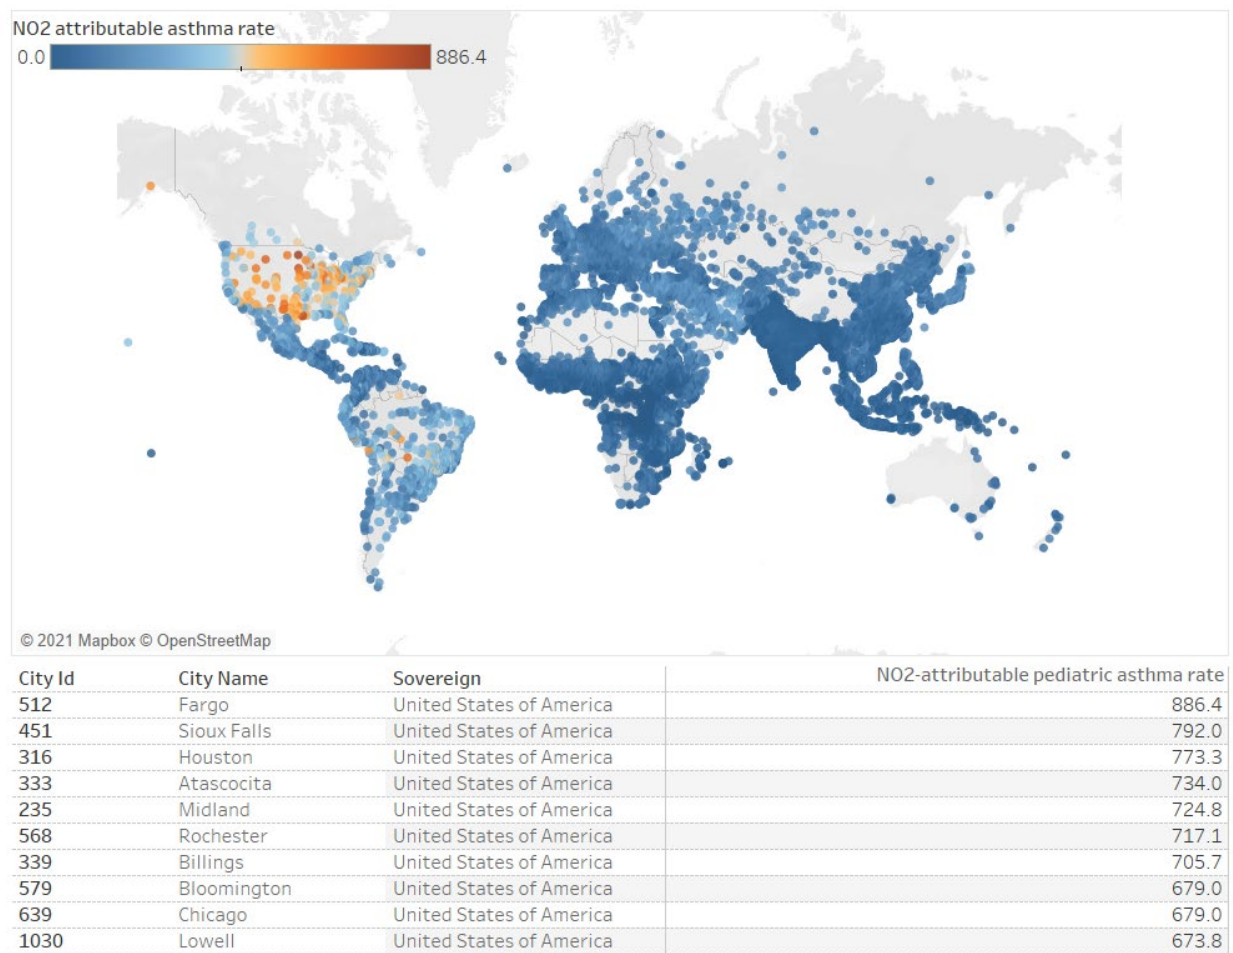 NO2 attributable asthma rate
0.0 886.4
© 2021 Mapbox © OpenStreetMap
City Id City Name Sovereign NO2-attributable pediatric asthma rate
512 Fargo United States of America 886.4
451 Sioux Falls United States of America 792.0
316 Houston United States of America 773.3
333 Atascocita United States of America 734.0
235 Midland United States of America 724.8
568 Rochester United States of America 717.1
339 Billings United States of America 705.7
579 Bloomington United States of America 679.0
639 Chicago United States of America 679.0
1030 Lowell United States of America 673.8